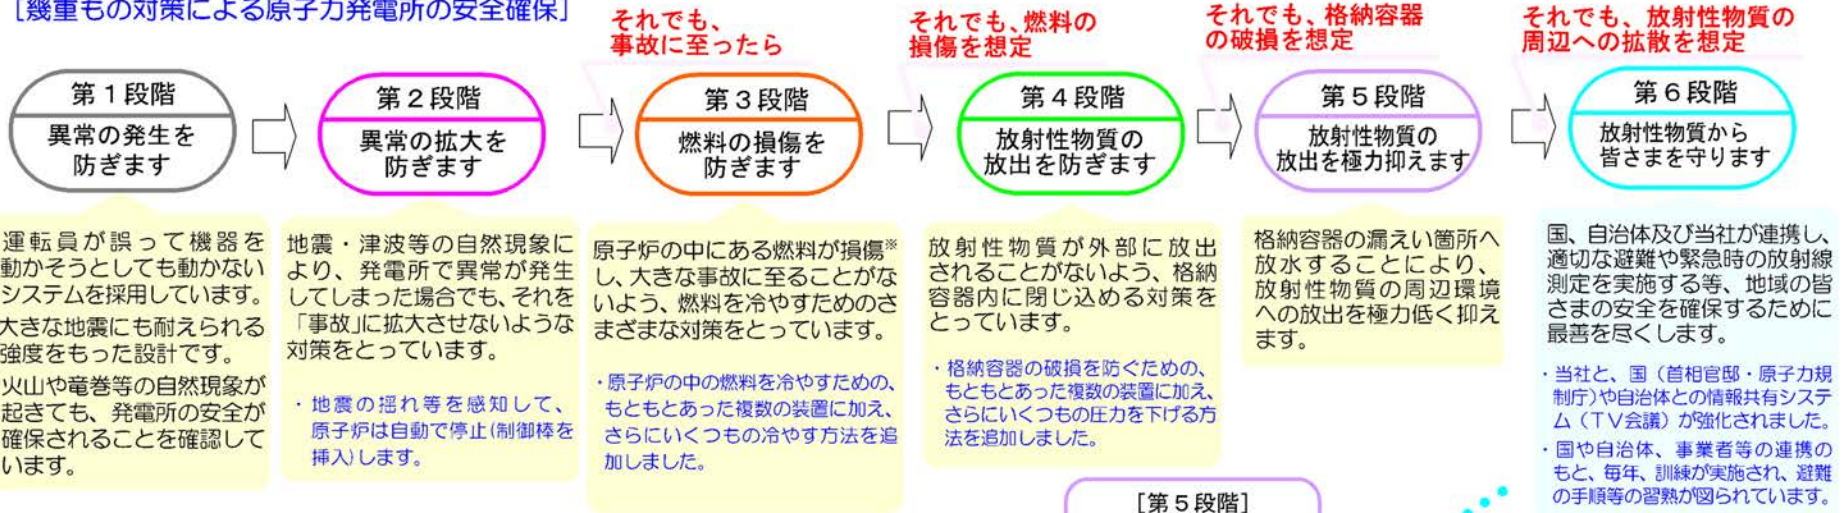 [幾重もの対策による原子力発電所の安全確保]
それでも、
事故に至ったら
それでも、燃料の
損傷を想定
それでも、格納容器
の破損を想定
それでも、放射性物質の
周辺への拡散を想定
第1段階
異常の発生を
防ぎます
第2段階
異常の拡大を
防ぎます
第3段階
燃料の損傷を
防ぎます
第4段階
放射性物質の
放出を防ぎます
第5段階
放射性物質の
放出を極力抑えます
第6段階
放射性物質から
皆さまを守ります
運転員が誤って機器を
動かそうとしても動かない
システムを採用しています。
大きな地震にも耐えられる
強度をもった設計です。
火山や竜巻等の自然現象が
起きても、発電所の安全が
確保されることを確認して
います。
地震・津波等の自然現象に
より、発電所で異常が発生
してしまった場合でも、それを
「事故」に拡大させないような
対策をとっています。
・地震の揺れ等を感知して、
原子炉は自動で停止(制御棒を
挿入)します。
原子炉の中にある燃料が損傷※
し、大きな事故に至ることがな
いよう、燃料を冷やすためのさ
まざまな対策をとっています。
・原子炉の中の燃料を冷やすための、
もともとあった複数の装置に加え、
さらにいくつもの冷やす方法を追
加しました。
放射性物質が外部に放出
されることがないよう、格納
容器内に閉じ込める対策を
とっています。
・格納容器の破損を防ぐための、
もともとあった複数の装置に加え、
さらにいくつもの圧力を下げる方
法を追加しました。
格納容器の漏えい箇所へ
放水することにより、
放射性物質の周辺環境
への放出を極力低く抑え
ます。
国、自治体及び当社が連携し、
適切な避難や緊急時の放射線
測定を実施する等、地域の皆
さまの安全を確保するために
最善を尽くします。
・当社と、国（首相官邸・原子力規
制庁）や自治体との情報共有システ
ム（TV会議）が強化されました。
・国や自治体、事業者等の連携の
もと、毎年、訓練が実施され、避難
の手順等の習熟が図られています。
[第5段階]